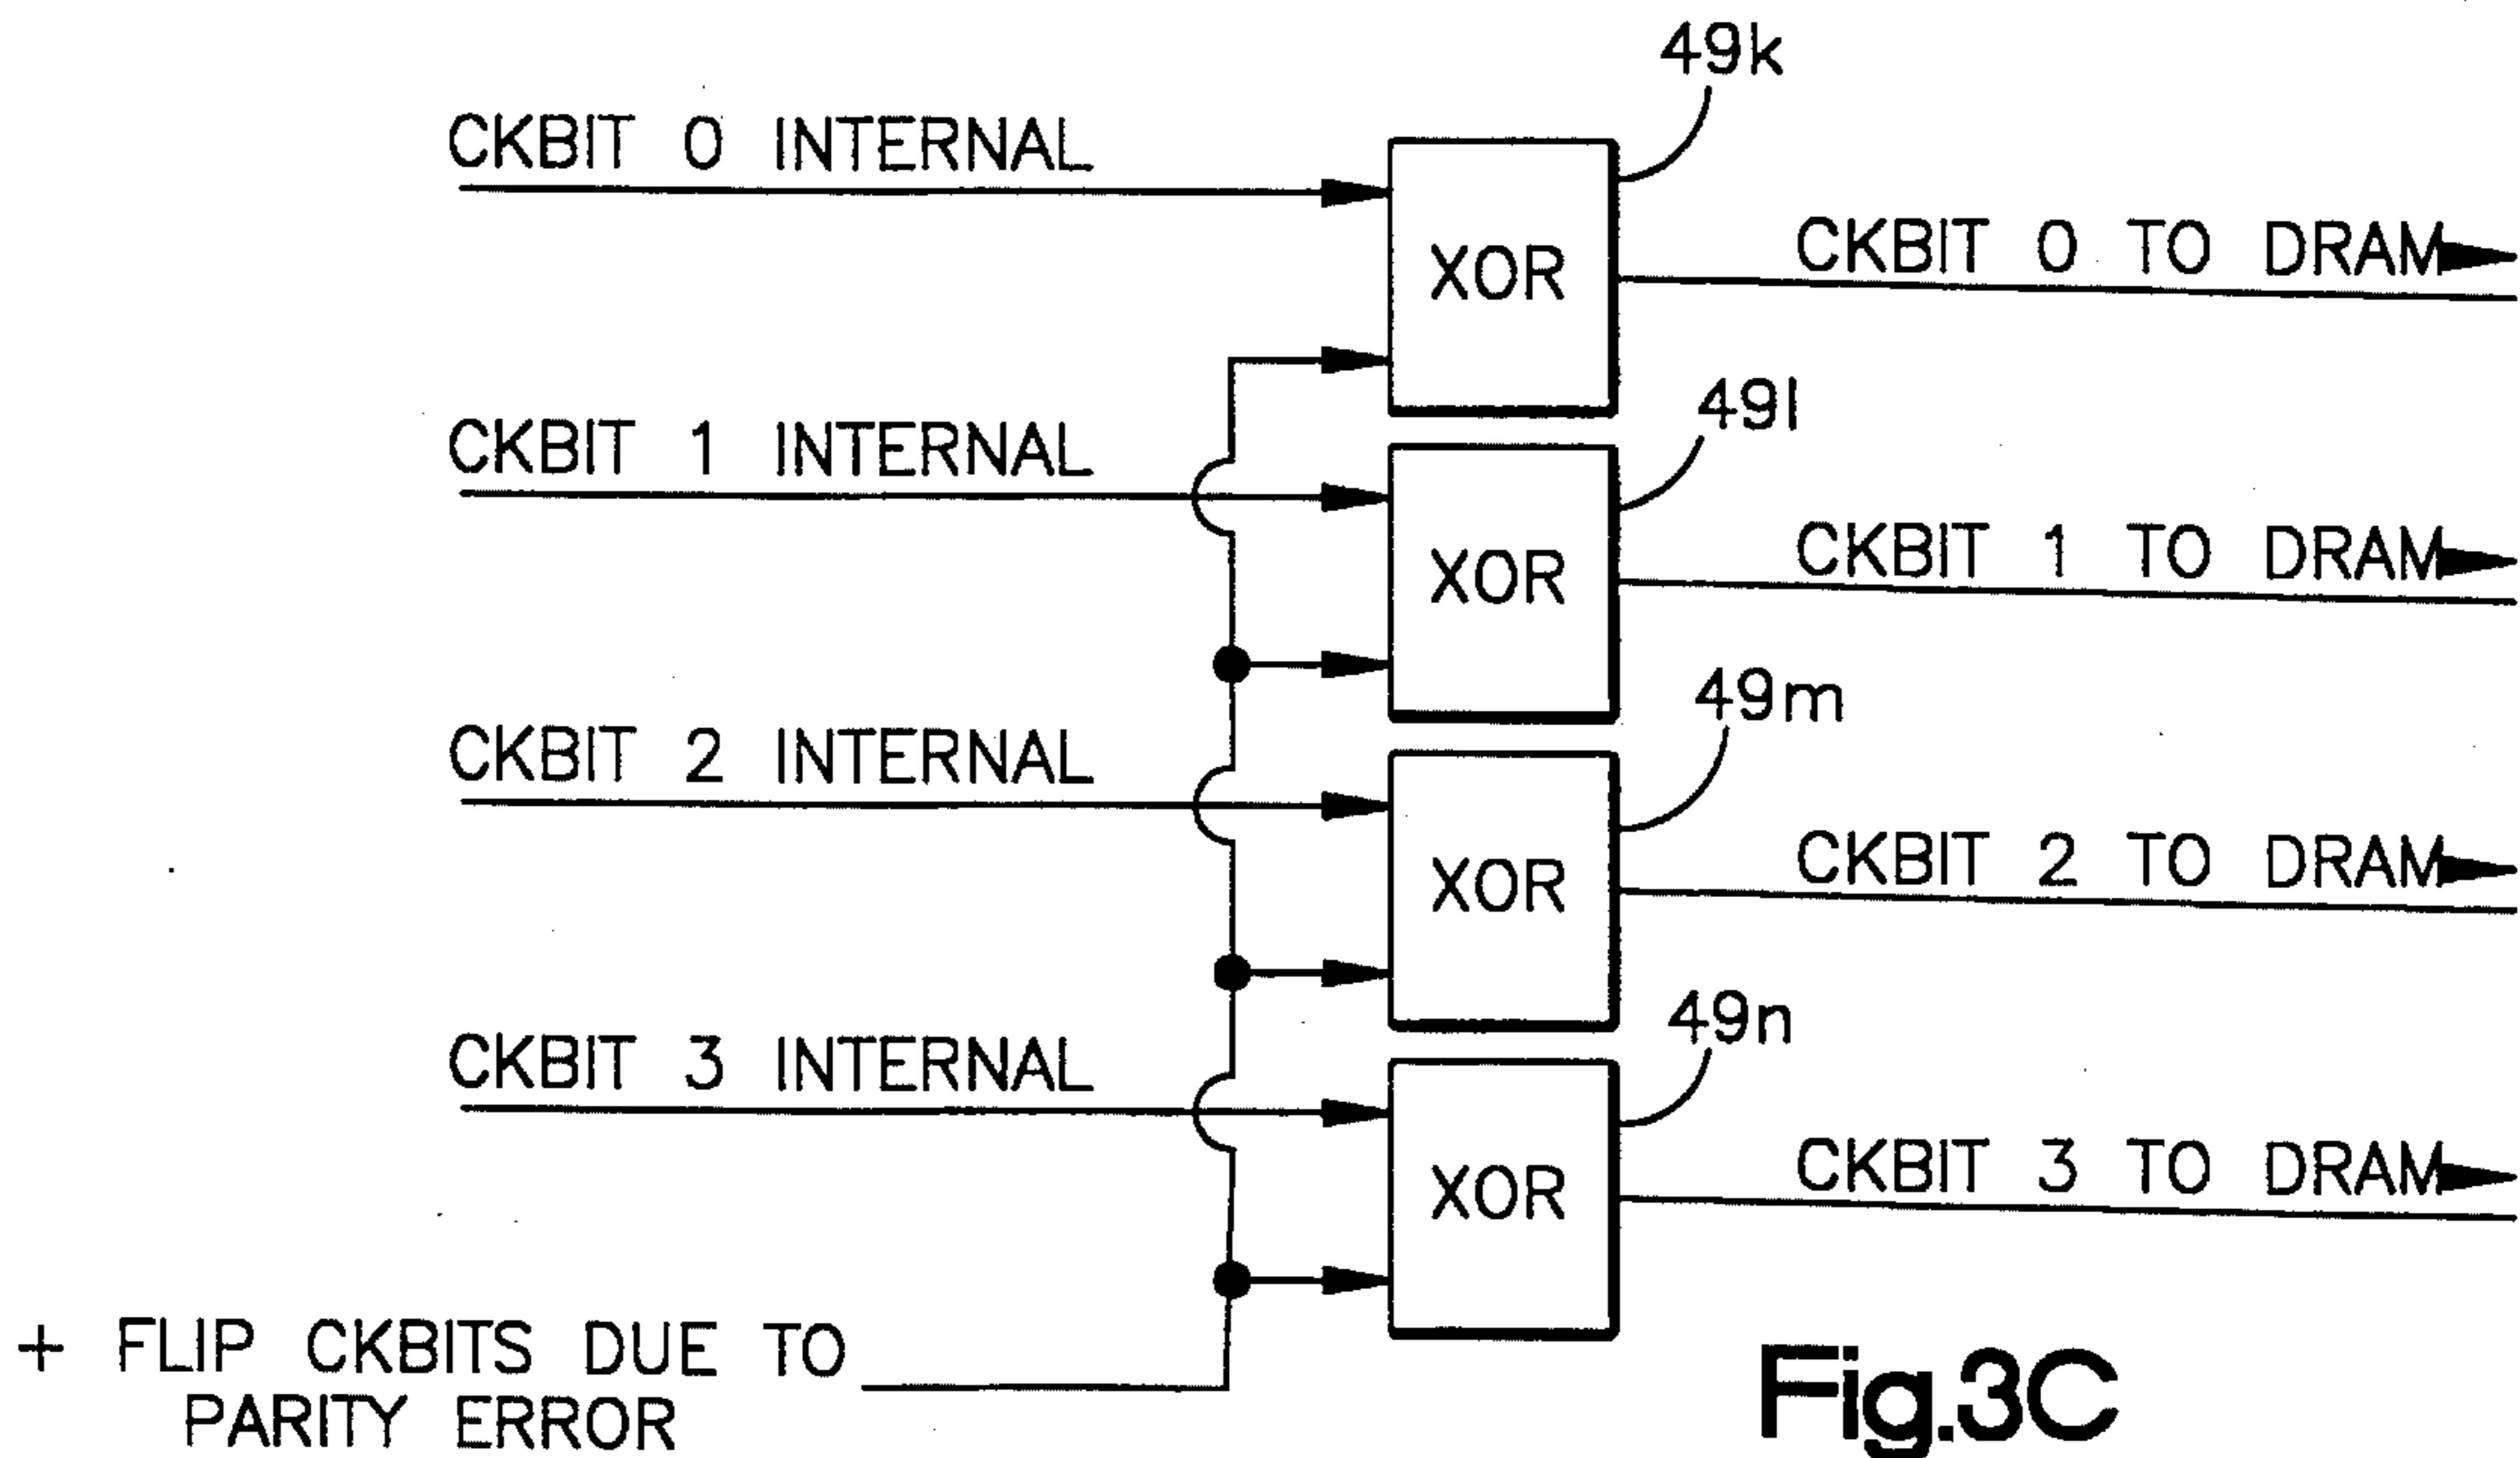 49k
CKBIT 0 INTERNAL
XOR
CKBIT 0 TO DRAM
49l
CKBIT 1 INTERNAL
XOR
CKBIT 1 TO DRAM
49m
CKBIT 2 INTERNAL
XOR
CKBIT 2 TO DRAM
49n
CKBIT 3 INTERNAL
XOR
CKBIT 3 TO DRAM
+ FLIP CKBITS DUE TO
PARITY ERROR
Fig.3C